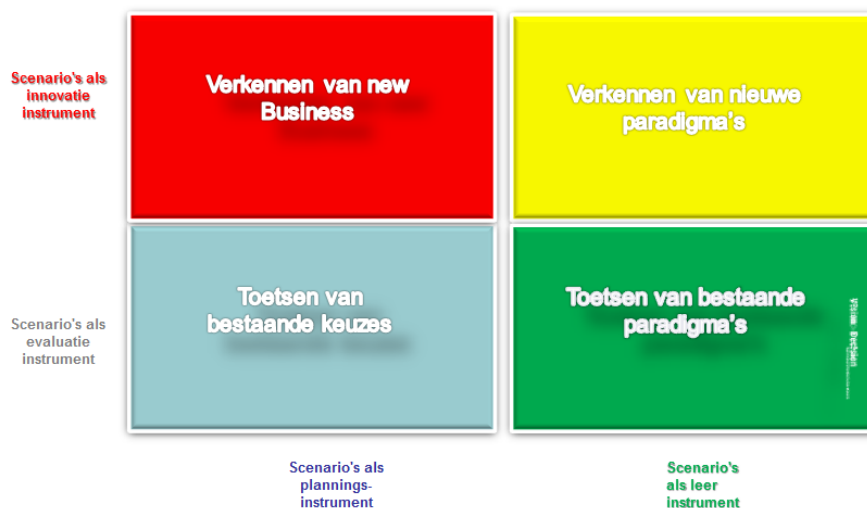 Scenario's als
innovatie
instrument
Verkennen van new
Business
Verkennen van nieuwe
paradigma's
Scenario's als
evaluatie
instrument
Toetsen van
bestaande keuzes
Toetsen van bestaande
paradigma's
Scenario's als
plannings-
instrument
Scenario's
als leer
instrument